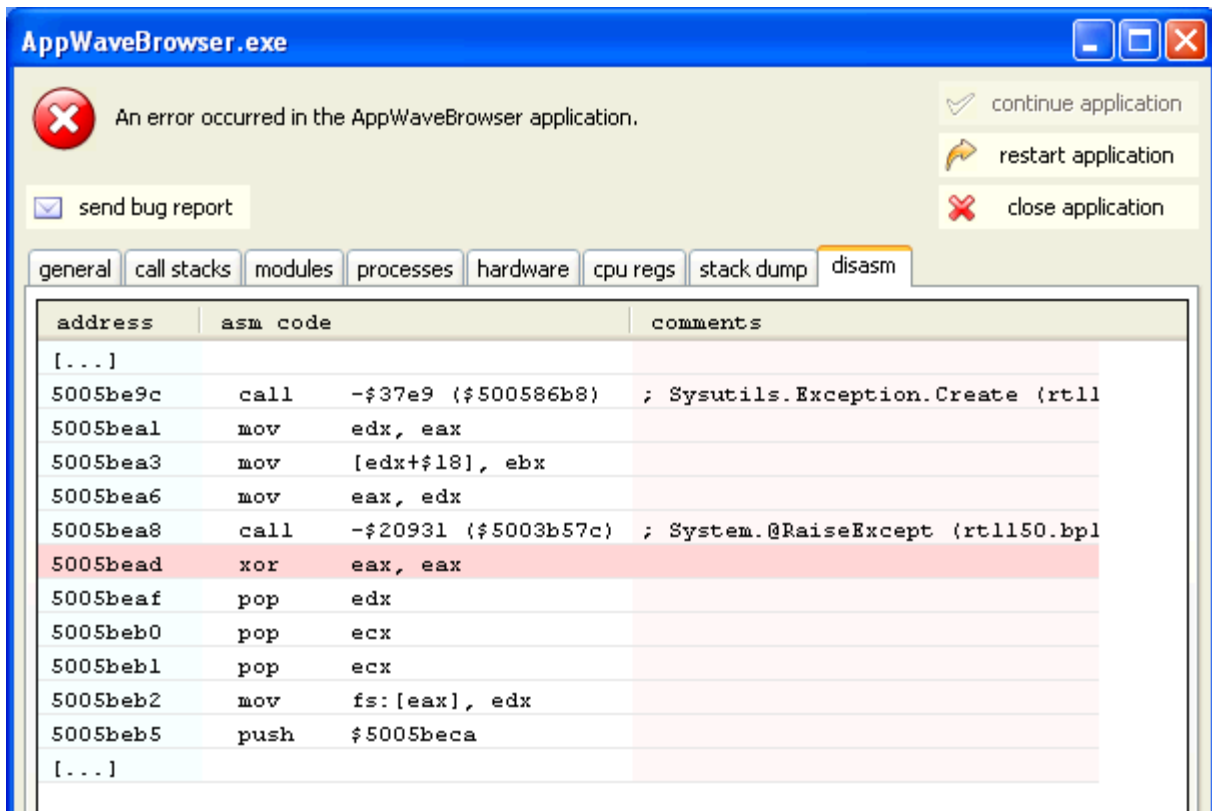 AppWaveBrowser.exe
An error occurred in the AppWaveBrowser application.
continue application
restart application
send bug report
close application
general call stacks modules processes hardware cpu regs stack dump disasm
address asm code comments
[...]
5005be9c call -$37e9 ($500586b8) ; Sysutils.Exception.Create (rtl1
5005bea1 mov edx, eax
5005bea3 mov [edx+$18], ebx
5005bea6 mov eax, edx
5005bea8 call -$20931 ($5003b57c) ; System.@RaiseExcept (rtl150.bpl
5005bead xor eax, eax
5005beaf pop edx
5005beb0 pop ecx
5005beb1 pop ecx
5005beb2 mov fs:[eax], edx
5005beb5 push $5005beca
[...]